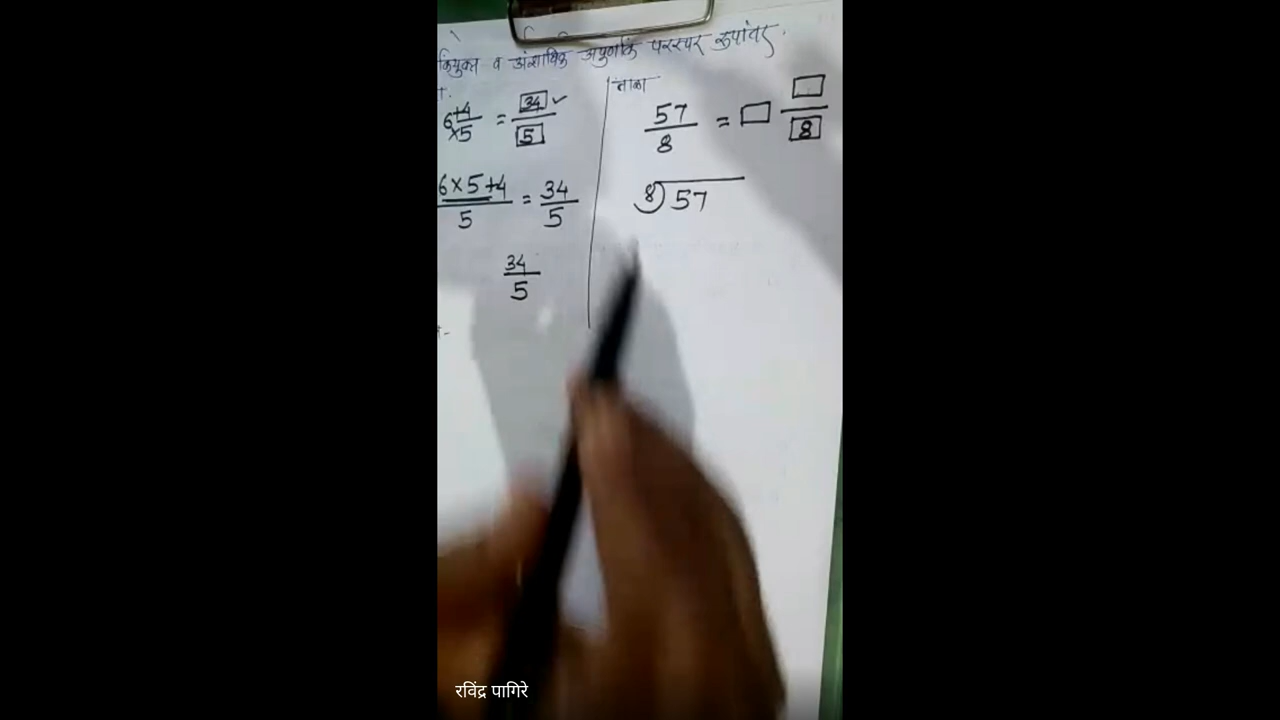 व अंशाधिक अपूर्णांक परस्पर रूपांतर.
6 +4/×5 = 34/5 ✓
6×5+4/5 = 34/5
34/5
57/8 = □ □/8
8)57
रविंद्र पागिरे